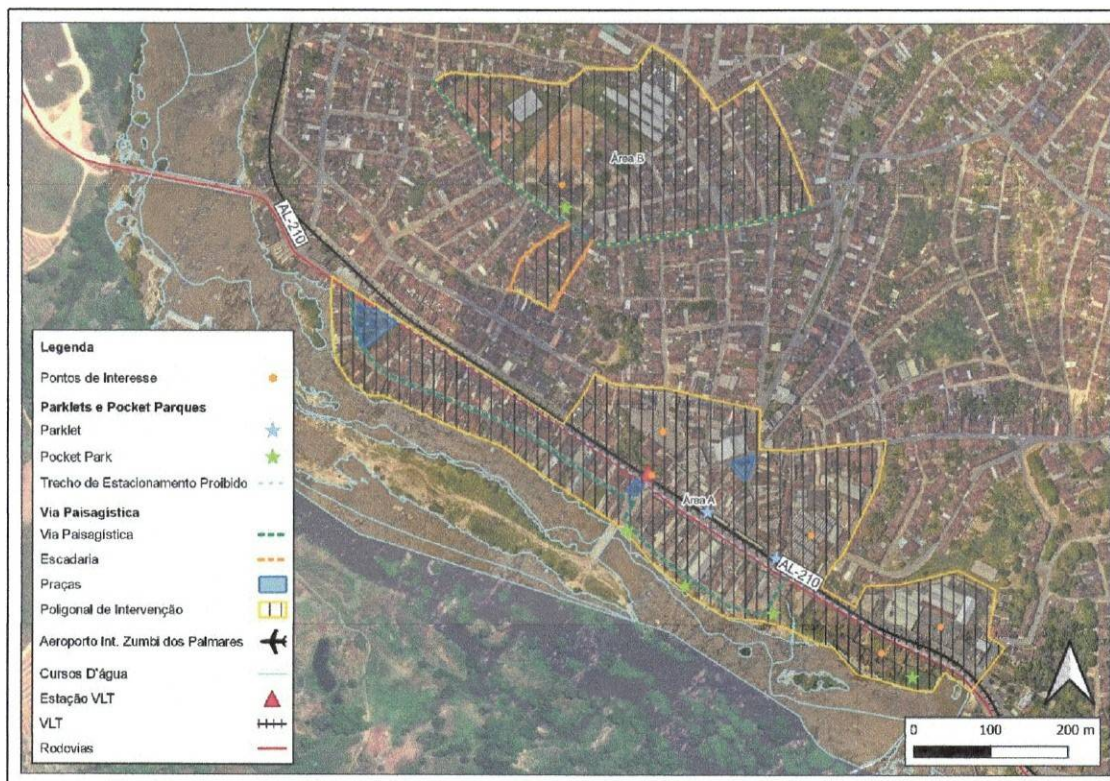 Área B
AL-210
Legenda
Pontos de Interesse
Parklets e Pocket Parques
Parklet
Pocket Park
Trecho de Estacionamento Proibido
Via Paisagística
Via Paisagística
Escadaria
Praças
Poligonal de Intervenção
Aeroporto Int. Zumbi dos Palmares
Cursos D'água
Estação VLT
VLT
Rodovias
Área A
AL-210
0 100 200 m